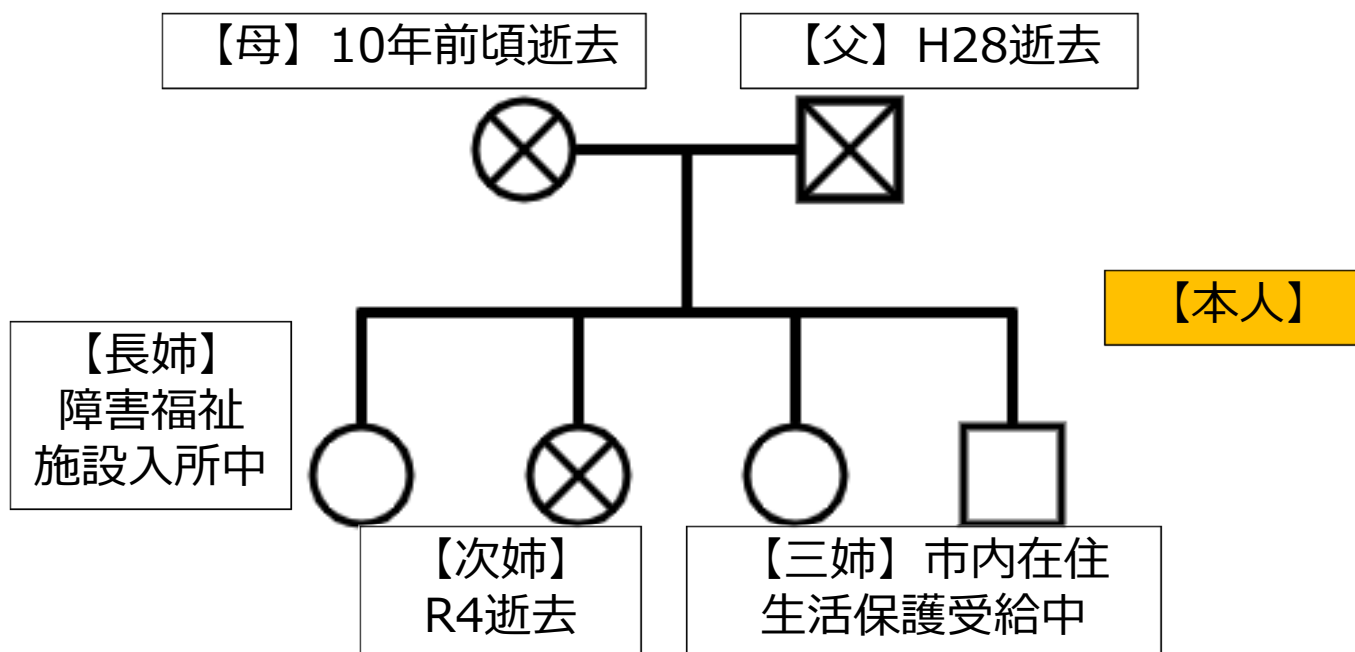 【母】10年前頃逝去
【父】H28逝去
【本人】
【長姉】
障害福祉
施設入所中
【次姉】
R4逝去
【三姉】市内在住
生活保護受給中